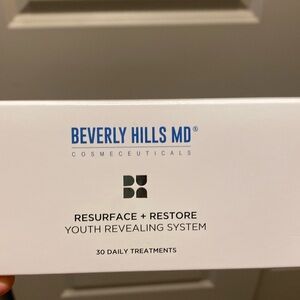 BEVERLY HILLS MD®
COSMECEUTICALS
RESURFACE + RESTORE
YOUTH REVEALING SYSTEM
30 DAILY TREATMENTS